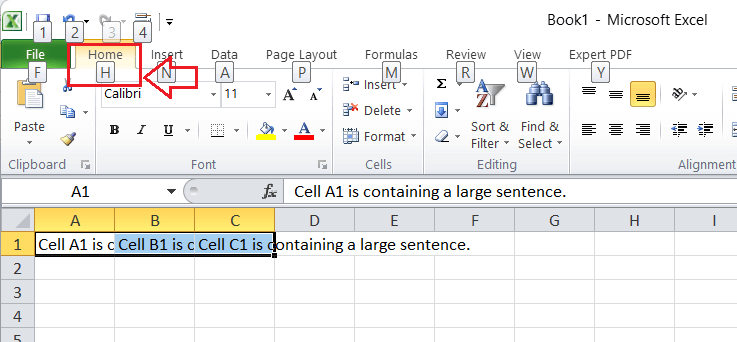 Book1 - Microsoft Excel
1 2 3 4
File Home Insert Data Page Layout Formulas Review View Expert PDF
F H N A P M R W Y
Calibri 11 A A Insert Σ
Paste Delete
B I U A Format Sort & Filter Find & Select
Clipboard Font Cells Editing Alignment
A1 fx Cell A1 is containing a large sentence.
A B C D E F G H I
1 Cell A1 is c Cell B1 is c Cell C1 is containing a large sentence.
2
3
4
5